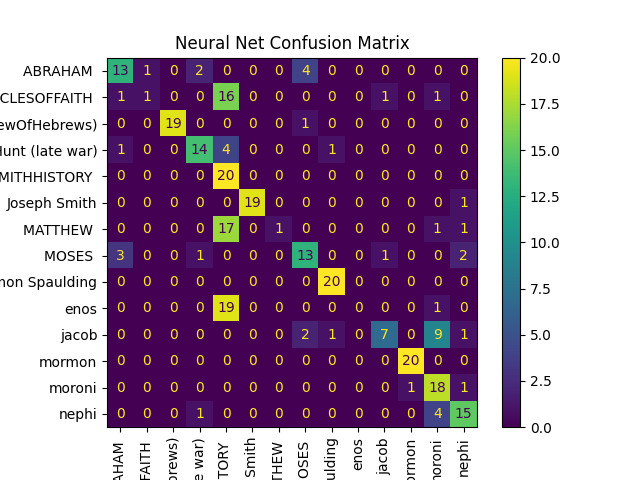 Neural Net Confusion Matrix
ABRAHAM 13 1 0 2 0 0 0 4 0 0 0 0 0 0
CLESOFFAITH 1 1 0 0 16 0 0 0 0 0 1 0 1 0
ewOfHebrews) 0 0 19 0 0 0 0 1 0 0 0 0 0 0
Hunt (late war) 1 0 0 14 4 0 0 0 1 0 0 0 0 0
MITHHISTORY 0 0 0 0 20 0 0 0 0 0 0 0 0 0
Joseph Smith 0 0 0 0 0 19 0 0 0 0 0 0 0 1
MATTHEW 0 0 0 0 17 0 1 0 0 0 0 0 1 1
MOSES 3 0 0 1 0 0 0 13 0 0 1 0 0 2
mon Spaulding 0 0 0 0 0 0 0 0 20 0 0 0 0 0
enos 0 0 0 0 19 0 0 0 0 0 0 0 1 0
jacob 0 0 0 0 0 0 0 2 1 0 7 0 9 1
mormon 0 0 0 0 0 0 0 0 0 0 0 20 0 0
moroni 0 0 0 0 0 0 0 0 0 0 0 1 18 1
nephi 0 0 0 1 0 0 0 0 0 0 0 0 4 15
AHAM FAITH brews) e war) TORY Smith THEW OSES ulding enos jacob ormon noroni nephi
20.0
17.5
15.0
12.5
10.0
7.5
5.0
2.5
0.0